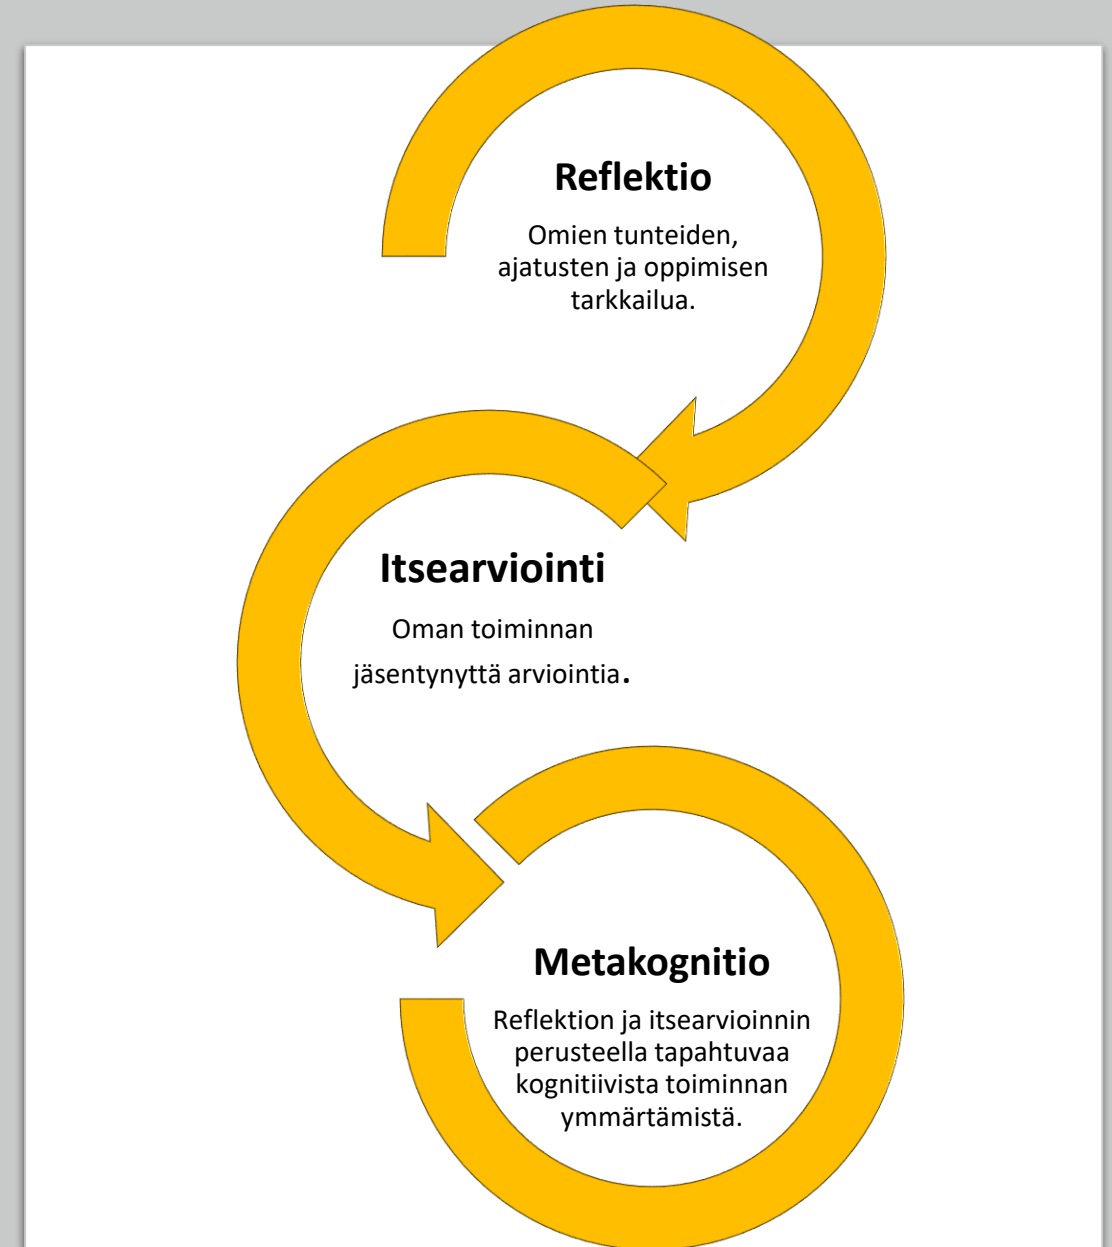 Reflektio
Omien tunteiden,
ajatusten ja oppimisen
tarkkailua.
Itsearviointi
Oman toiminnan
jäsentynyttä arviointia.
Metakognitio
Reflektion ja itsearvioinnin
perusteella tapahtuvaa
kognitiivista toiminnan
ymmärtämistä.